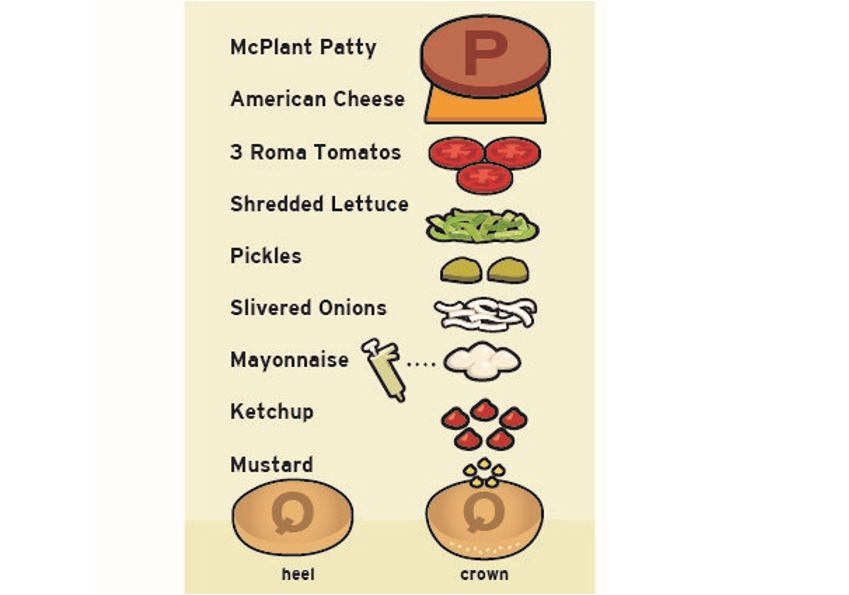 McPlant Patty
P
American Cheese
3 Roma Tomatos
Shredded Lettuce
Pickles
Slivered Onions
Mayonnaise
Ketchup
Mustard
Q Q
heel crown